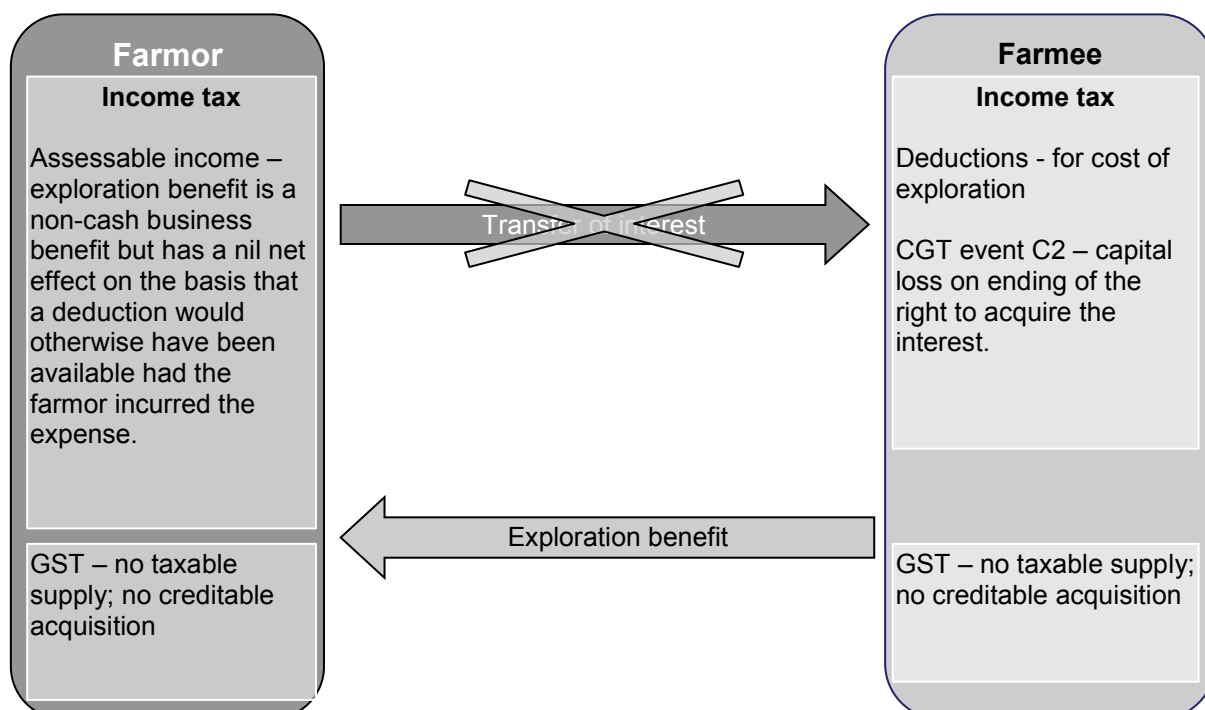 Farmor
Income tax
Assessable income –
exploration benefit is a
non-cash business
benefit but has a nil net
effect on the basis that
a deduction would
otherwise have been
available had the
farmor incurred the
expense.
GST – no taxable
supply; no creditable
acquisition
Transfer of interest
Exploration benefit
Farmee
Income tax
Deductions - for cost of
exploration
CGT event C2 – capital
loss on ending of the
right to acquire the
interest.
GST – no taxable supply;
no creditable acquisition